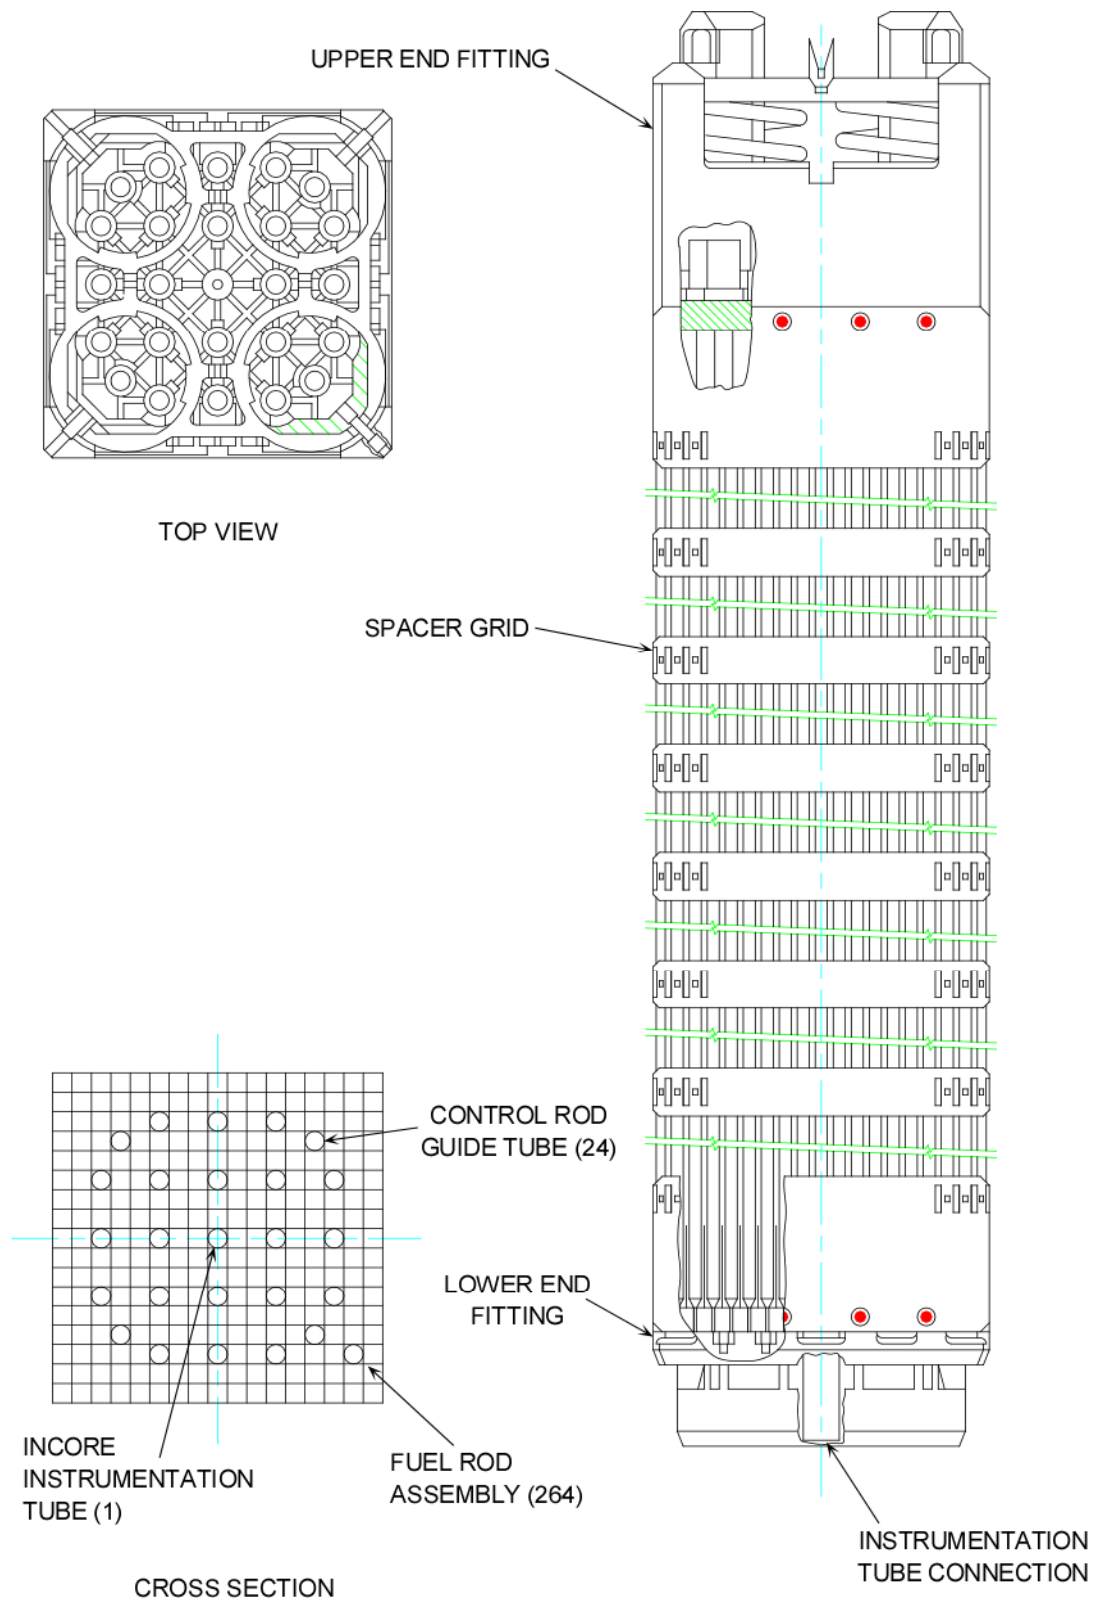 UPPER END FITTING
TOP VIEW
SPACER GRID
CONTROL ROD
GUIDE TUBE (24)
LOWER END
FITTING
INCORE
INSTRUMENTATION
TUBE (1)
FUEL ROD
ASSEMBLY (264)
INSTRUMENTATION
TUBE CONNECTION
CROSS SECTION